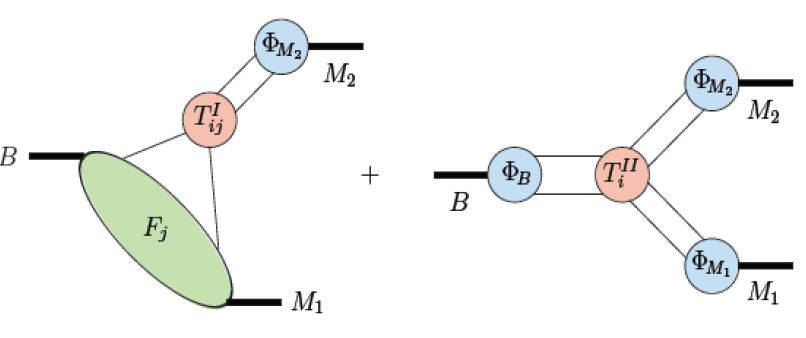 Φ_{M_2}
M_2
T^I_{ij}
B
F_j
M_1
+
Φ_{M_2}
M_2
Φ_B
T^{II}_i
B
Φ_{M_1}
M_1